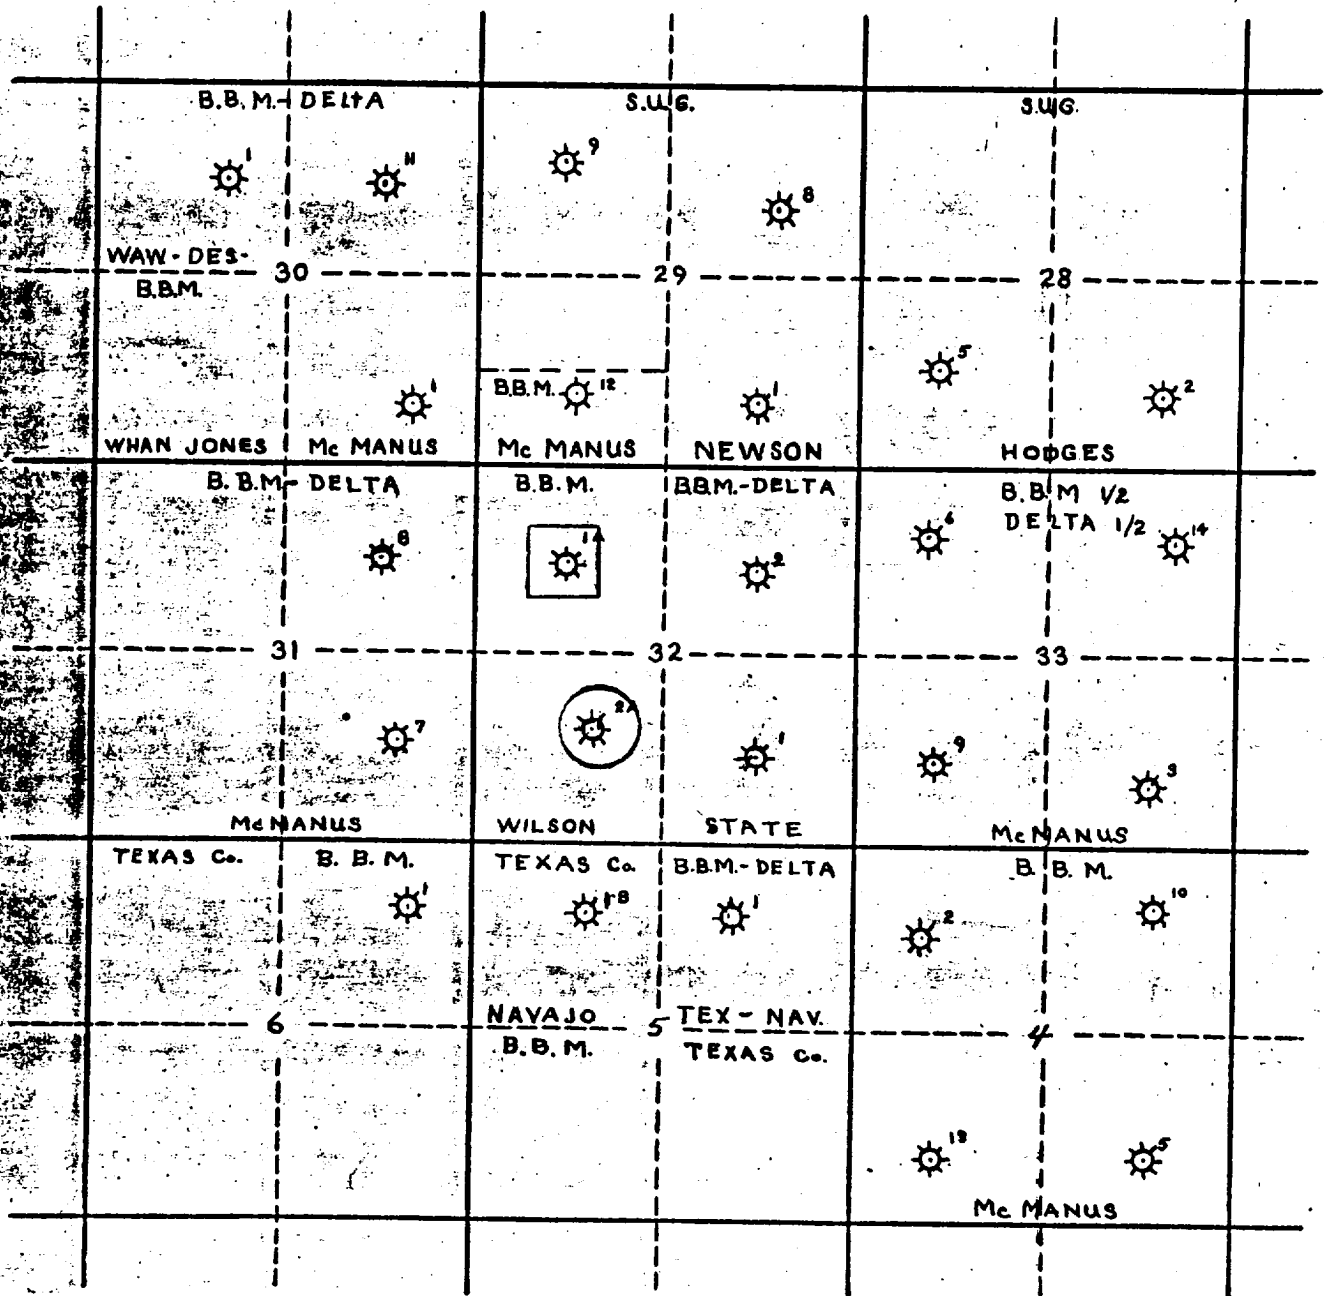 B.B.M.-DELTA
S.U.G.
S.U.G.
1
11
9
8
WAW-DES-
30
29
28
B.B.M.
5
1
B.B.M. 12
1
2
WHAN JONES
Mc MANUS
Mc MANUS
NEWSON
HODGES
B.B.M-DELTA
B.B.M.
B.B.M.-DELTA
B.B.M 1/2
DELTA 1/2
8
2
6
14
31
32
33
7
2A
1
9
3
McMANUS
WILSON
STATE
McMANUS
TEXAS Co.
B. B. M.
TEXAS Co.
B.B.M.-DELTA
B. B. M.
1
1-B
1
2
10
NAVAJO
TEX-NAV.
6
5
4
B.B.M.
TEXAS Co.
13
5
Mc MANUS